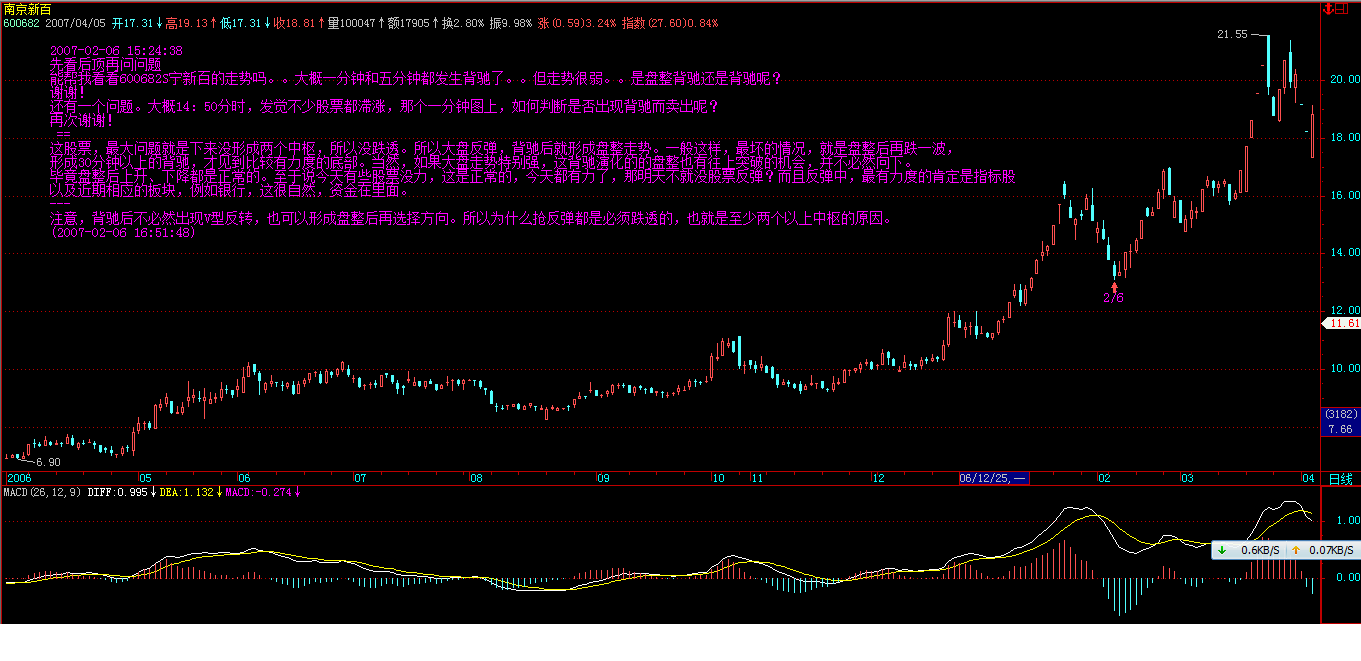 南京新百
600682 2007/04/05 开17.31↓高19.13↑低17.31↓收18.81↑量100047↑额17905↑换2.80% 振9.98% 涨(0.59)3.24% 指数(27.60)0.84%
21.55
2007-02-06 15:24:38
先看后顶再问问题
能帮我看看600682S宁新百的走势吗。。大概一分钟和五分钟都发生背驰了。。但走势很弱。。是盘整背驰还是背驰呢?
谢谢!
还有一个问题。大概14: 50分时，发觉不少股票都滞涨，那个一分钟图上，如何判断是否出现背驰而卖出呢?
再次谢谢!
==
这股票，最大问题就是下来没形成两个中枢，所以没跌透。所以大盘反弹，背驰后就形成盘整走势。一般这样，最坏的情况，就是盘整后再跌一波，
形成30分钟以上的背驰，才见到比较有力度的底部。当然，如果大盘走势特别强，这背驰演化的的盘整也有往上突破的机会，并不必然向下。
毕竟盘整后上升、下降都是正常的。至于说今天有些股票没力，这是正常的，今天都有力了，那明天不就没股票反弹？而且反弹中，最有力度的肯定是指标股
以及近期相应的板块，例如银行，这很自然，资金在里面。
---
注意，背驰后不必然出现V型反转，也可以形成盘整后再选择方向。所以为什么抢反弹都是必须跌透的，也就是至少两个以上中枢的原因。
(2007-02-06 16:51:48)
20.00
18.00
16.00
14.00
2/6
12.00
11.61
10.00
(3182)
7.66
6.90
2006 05 06 07 08 09 10 11 12 06/12/25,一 02 03 04 日线
MACD(26,12,9) DIFF:0.995↓ DEA:1.132↓ MACD:-0.274↓
1.00
0.6KB/S 0.07KB/S
0.00